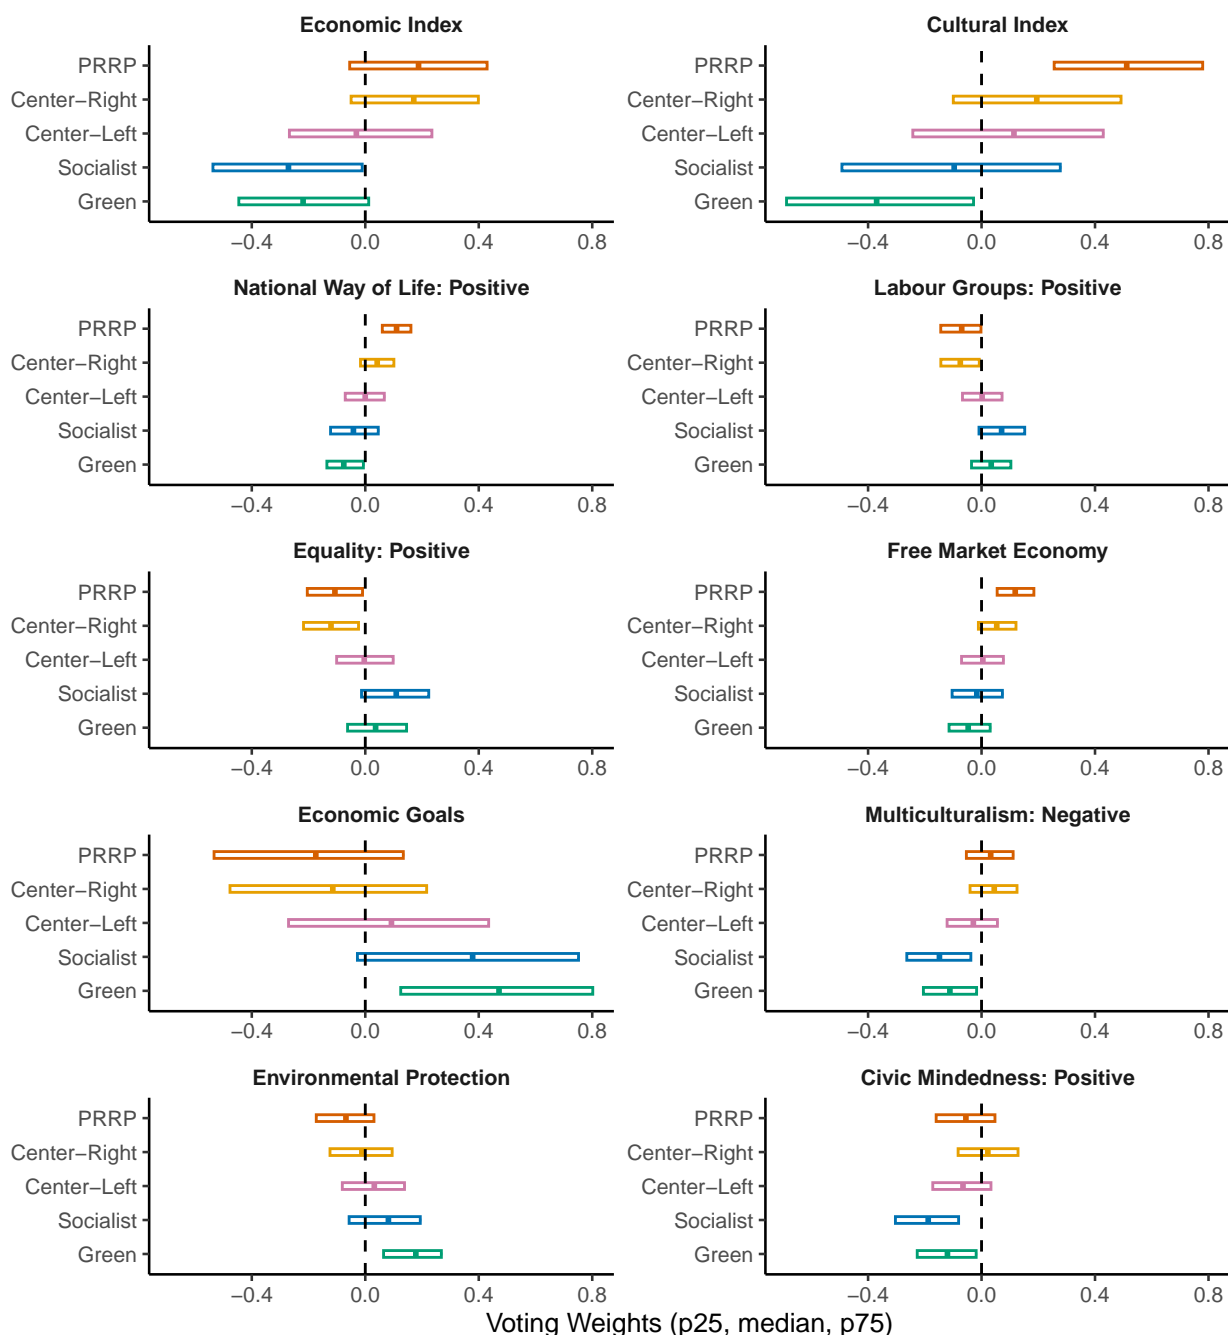 Economic Index
PRRP
Center−Right
Center−Left
Socialist
Green
−0.4 0.0 0.4 0.8
Cultural Index
PRRP
Center−Right
Center−Left
Socialist
Green
−0.4 0.0 0.4 0.8
National Way of Life: Positive
PRRP
Center−Right
Center−Left
Socialist
Green
−0.4 0.0 0.4 0.8
Labour Groups: Positive
PRRP
Center−Right
Center−Left
Socialist
Green
−0.4 0.0 0.4 0.8
Equality: Positive
PRRP
Center−Right
Center−Left
Socialist
Green
−0.4 0.0 0.4 0.8
Free Market Economy
PRRP
Center−Right
Center−Left
Socialist
Green
−0.4 0.0 0.4 0.8
Economic Goals
PRRP
Center−Right
Center−Left
Socialist
Green
−0.4 0.0 0.4 0.8
Multiculturalism: Negative
PRRP
Center−Right
Center−Left
Socialist
Green
−0.4 0.0 0.4 0.8
Environmental Protection
PRRP
Center−Right
Center−Left
Socialist
Green
−0.4 0.0 0.4 0.8
Civic Mindedness: Positive
PRRP
Center−Right
Center−Left
Socialist
Green
−0.4 0.0 0.4 0.8
Voting Weights (p25, median, p75)